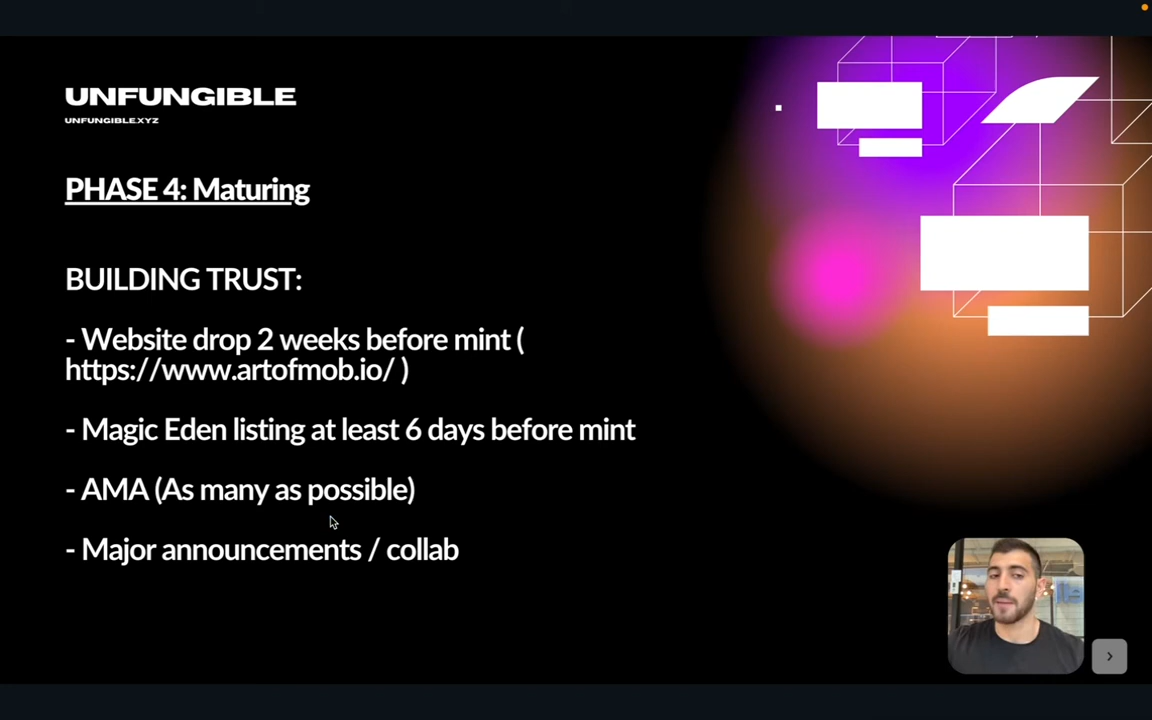 UNFUNGIBLE
UNFUNGIBLE.XYZ
PHASE 4: Maturing
BUILDING TRUST:
- Website drop 2 weeks before mint (
https://www.artofmob.io/ )
- Magic Eden listing at least 6 days before mint
- AMA (As many as possible)
- Major announcements / collab